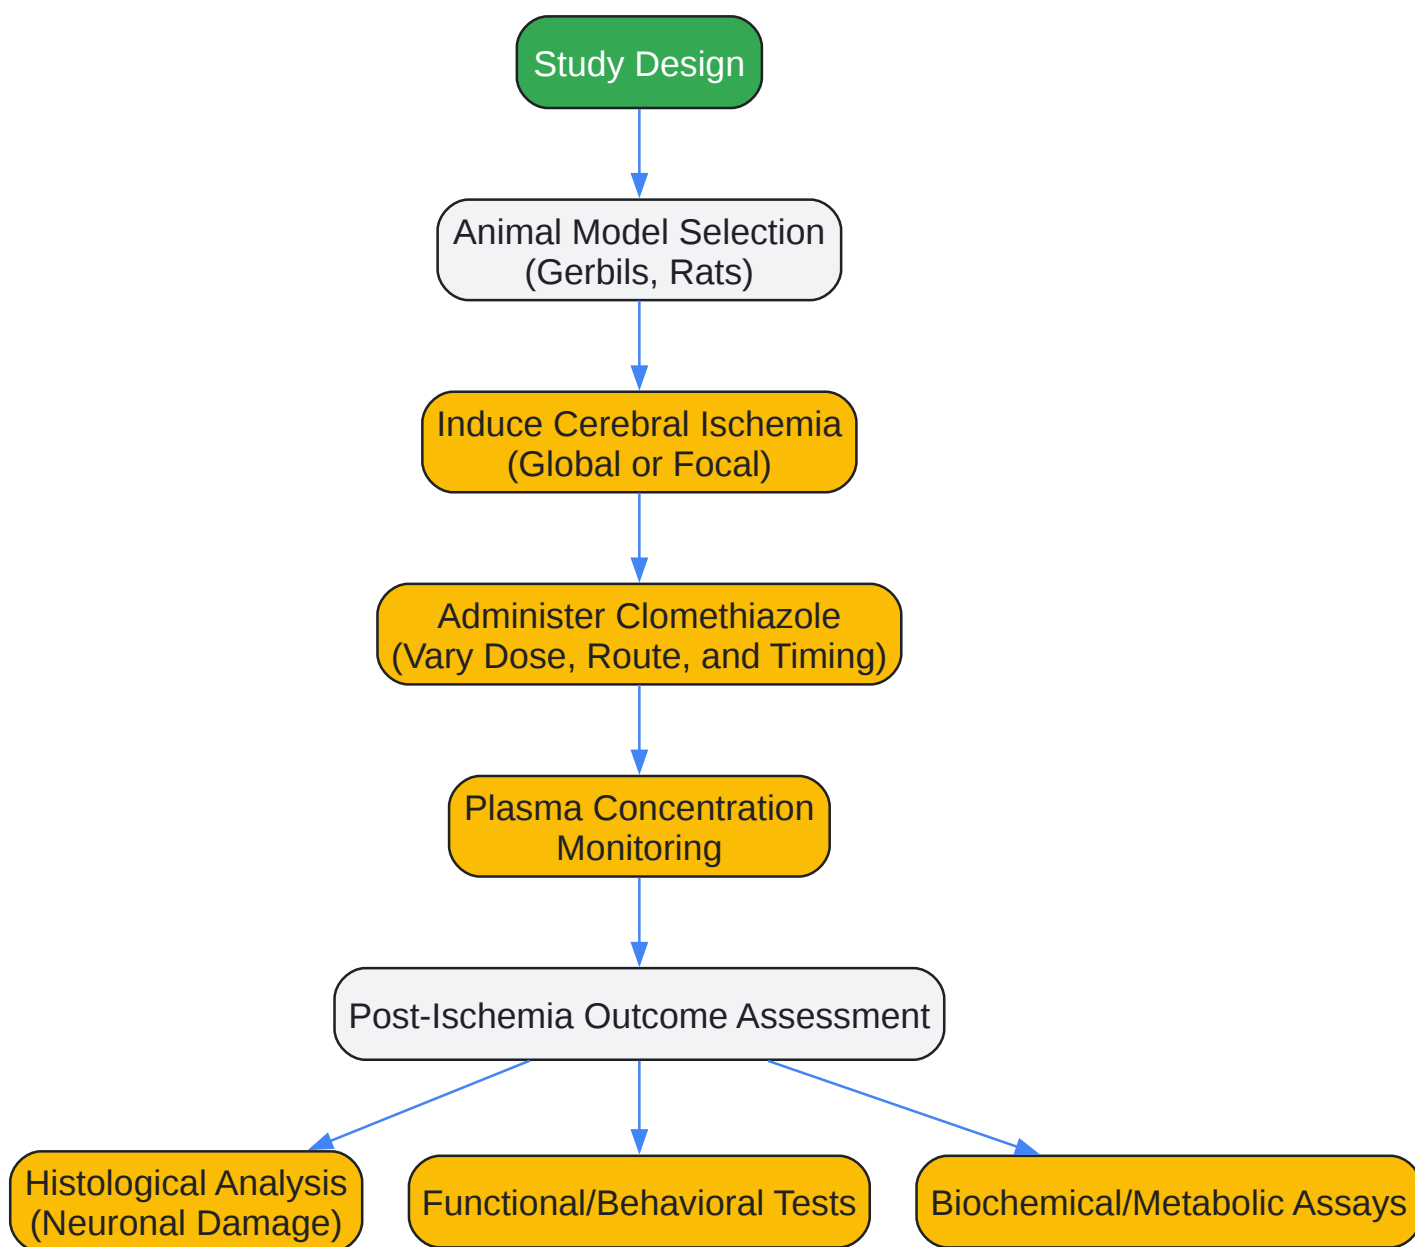 Study Design
Animal Model Selection
(Gerbils, Rats)
Induce Cerebral Ischemia
(Global or Focal)
Administer Clomethiazole
(Vary Dose, Route, and Timing)
Plasma Concentration
Monitoring
Post-Ischemia Outcome Assessment
Histological Analysis
(Neuronal Damage)
Functional/Behavioral Tests
Biochemical/Metabolic Assays